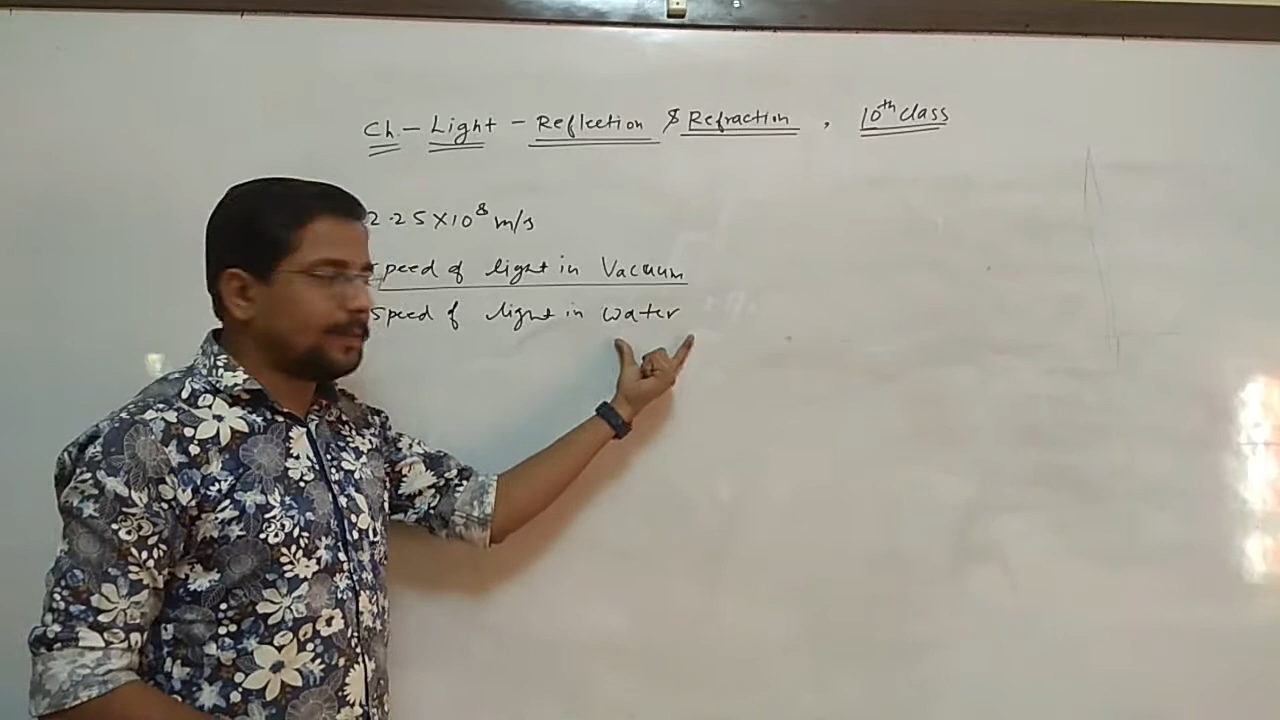 Ch - Light - Reflection & Refraction , 10th Class
2.25×10⁸ m/s
speed of light in Vacuum
speed of light in water